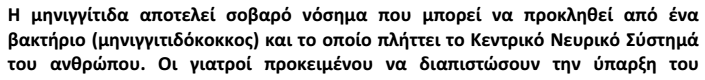 Η μηνιγγίτιδα αποτελεί σοβαρό νόσημα που μπορεί να προκληθεί από ένα
βακτήριο (μηνιγγιτιδόκοκκος) και το οποίο πλήττει το Κεντρικό Νευρικό Σύστημά
του ανθρώπου. Οι γιατροί προκειμένου να διαπιστώσουν την ύπαρξη του